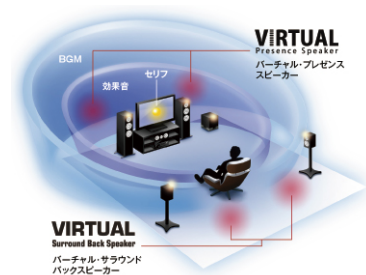 VIRTUAL
Presence Speaker
バーチャル・プレゼンス
スピーカー
BGM
セリフ
効果音
VIRTUAL
Surround Back Speaker
バーチャル・サラウンド
バックスピーカー